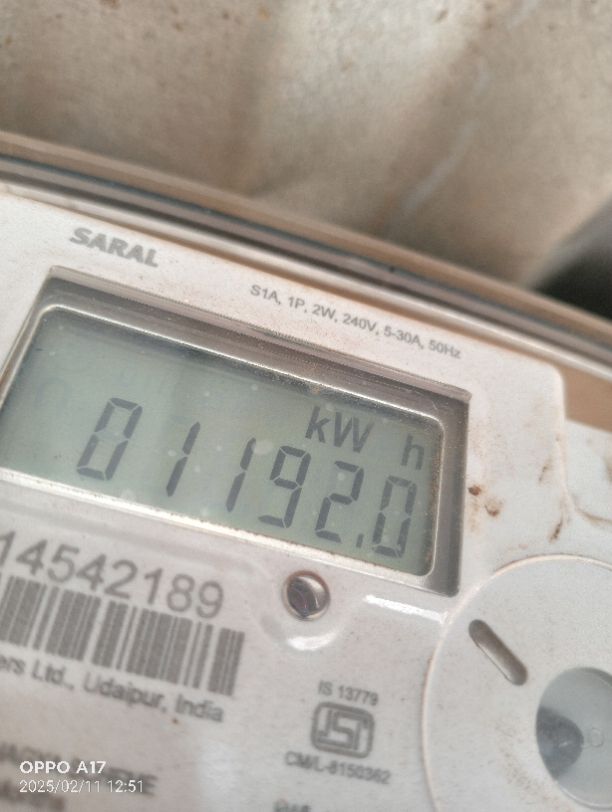 SARAL
S1A, 1P, 2W, 240V, 5-30A, 50Hz
kW h
01192.0
14542189
ers Ltd., Udaipur, India
IS 13779
CM/L-8150362
OPPO A17
2025/02/11 12:51